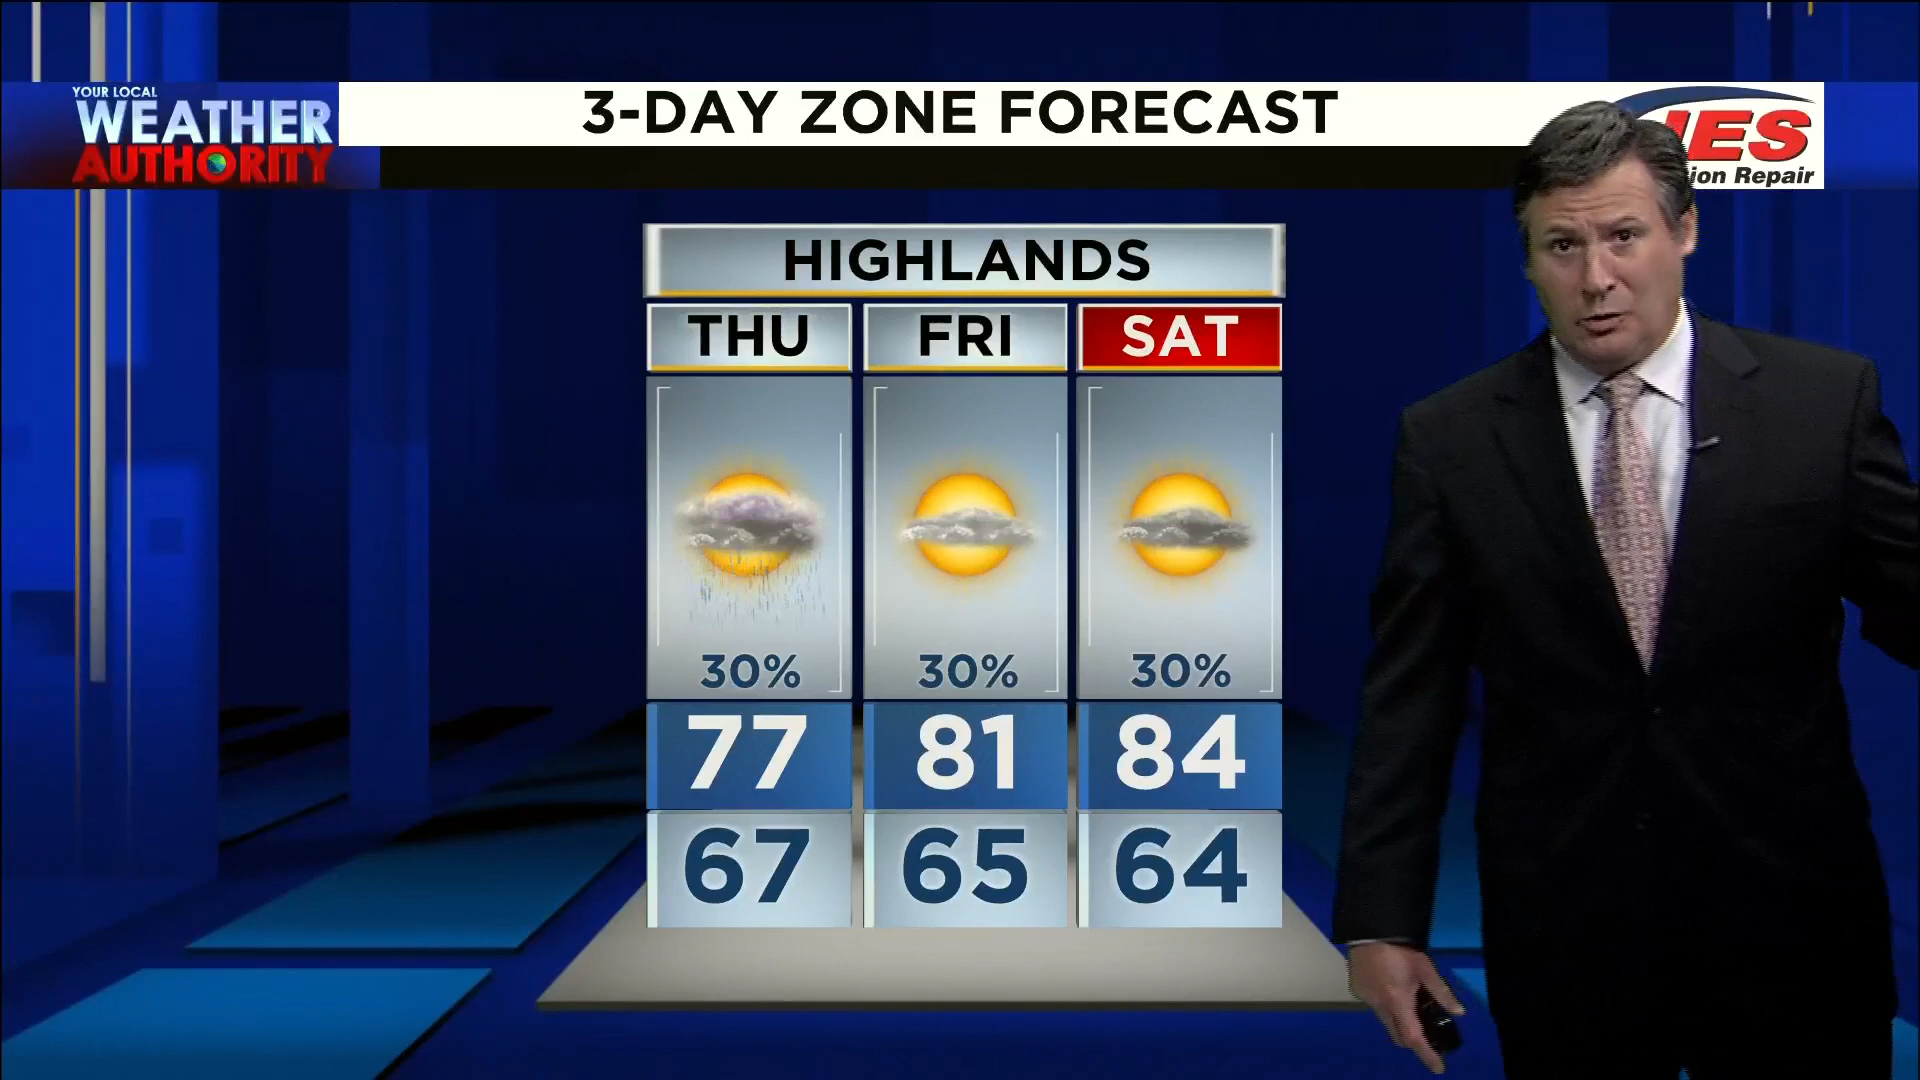 YOUR LOCAL
WEATHER
AUTHORITY
3-DAY ZONE FORECAST
Repair
HIGHLANDS
THU FRI SAT
30% 30% 30%
77 81 84
67 65 64